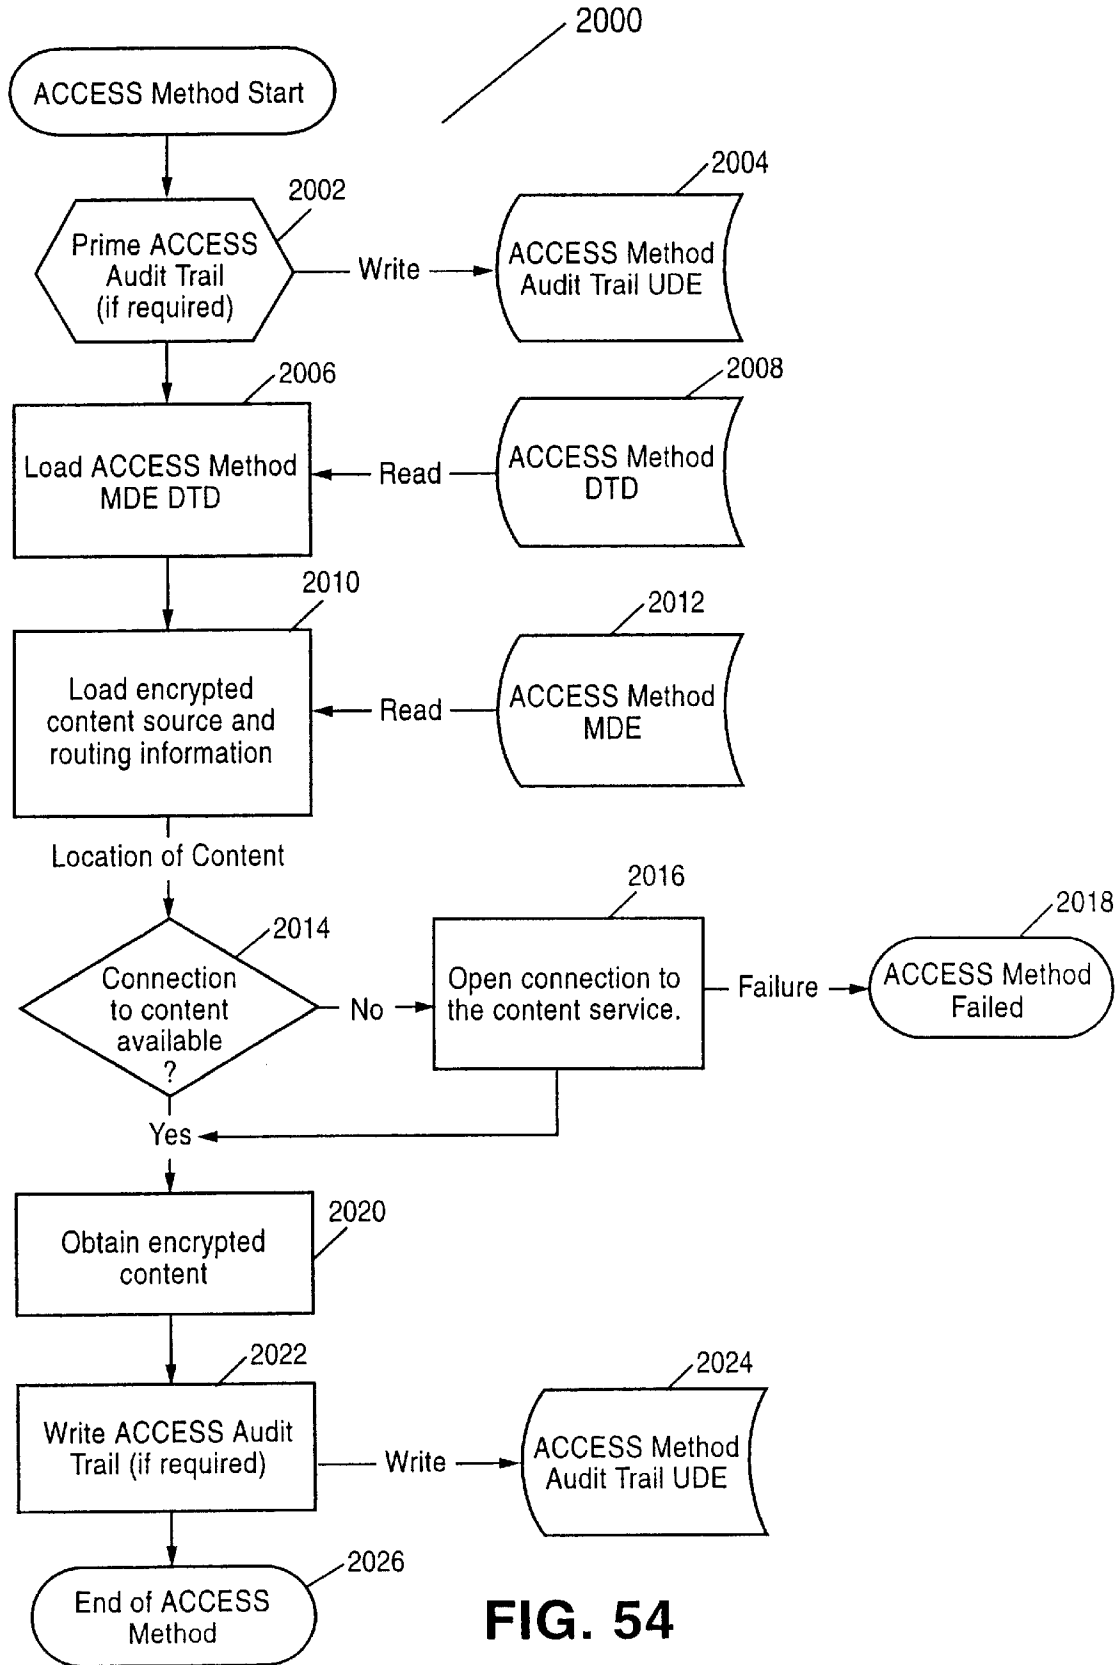 2000
ACCESS Method Start
2002
2004
Prime ACCESS
Audit Trail
(if required)
Write
ACCESS Method
Audit Trail UDE
2006
2008
Load ACCESS Method
MDE DTD
Read
ACCESS Method
DTD
2010
2012
Load encrypted
content source and
routing information
Read
ACCESS Method
MDE
Location of Content
2014
2016
2018
Connection
to content
available
?
No
Open connection to
the content service.
Failure
ACCESS Method
Failed
Yes
2020
Obtain encrypted
content
2022
2024
Write ACCESS Audit
Trail (if required)
Write
ACCESS Method
Audit Trail UDE
2026
End of ACCESS
Method
FIG. 54